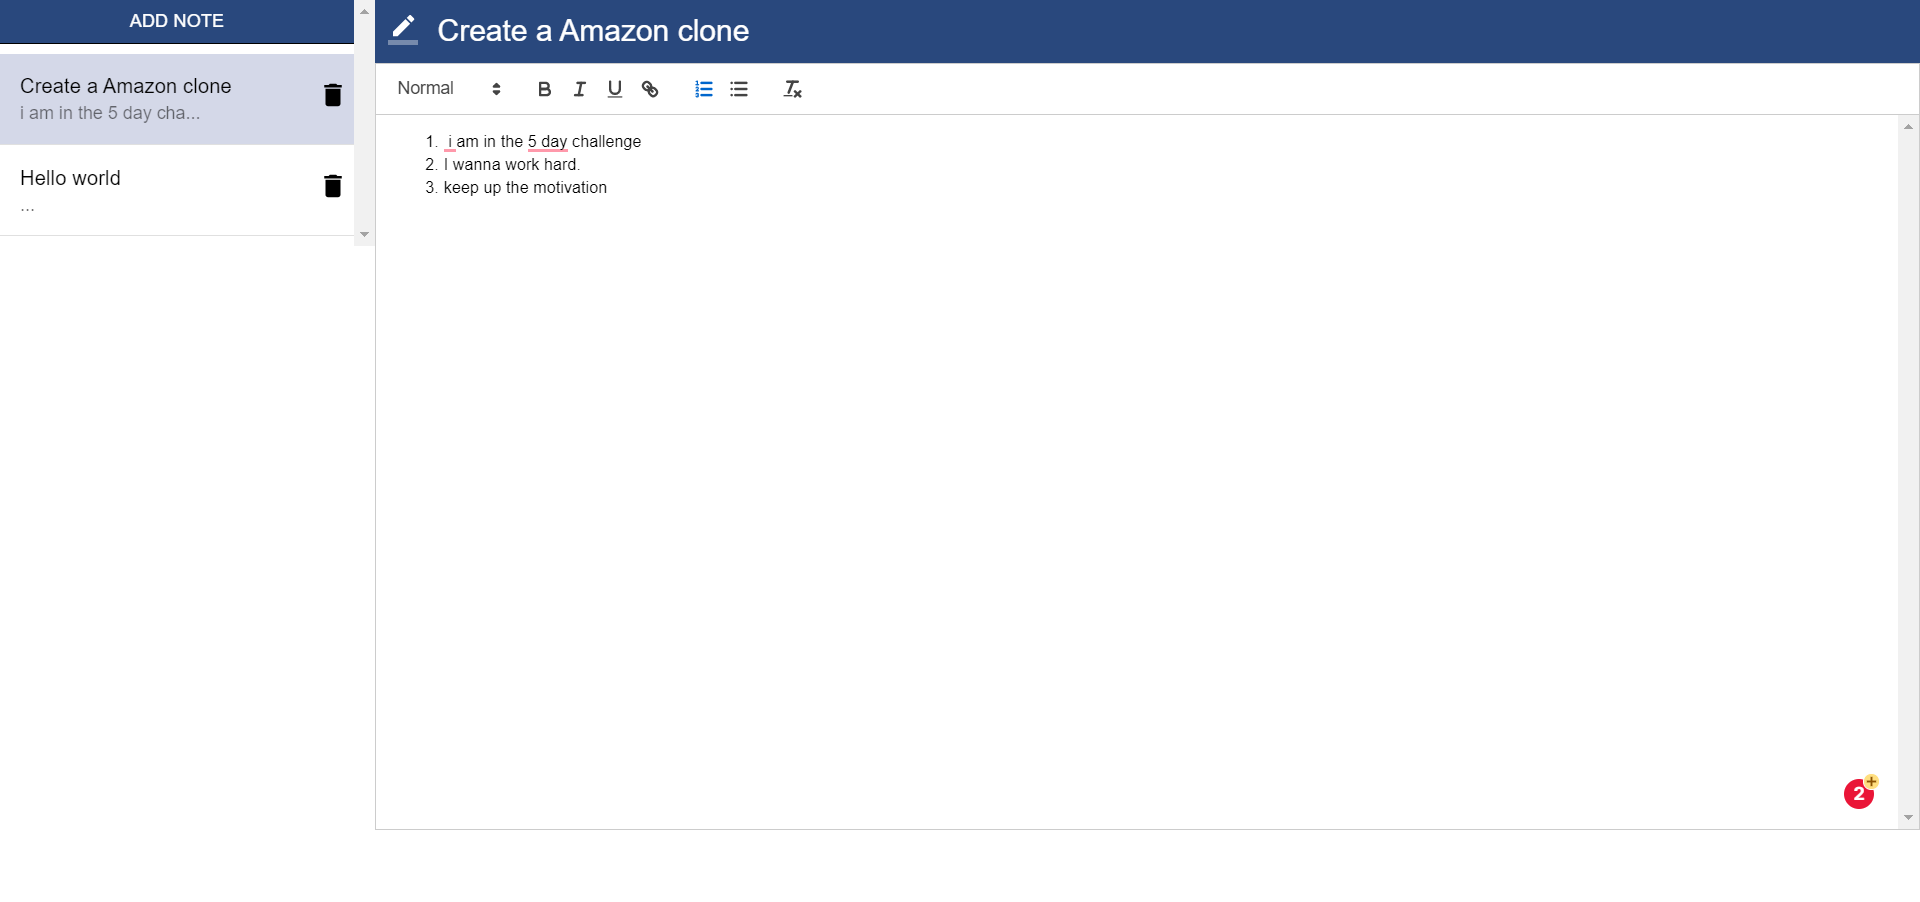 ADD NOTE
Create a Amazon clone
i am in the 5 day cha...
Hello world
...
Create a Amazon clone
Normal
B I U
1. i am in the 5 day challenge
2. I wanna work hard.
3. keep up the motivation
2